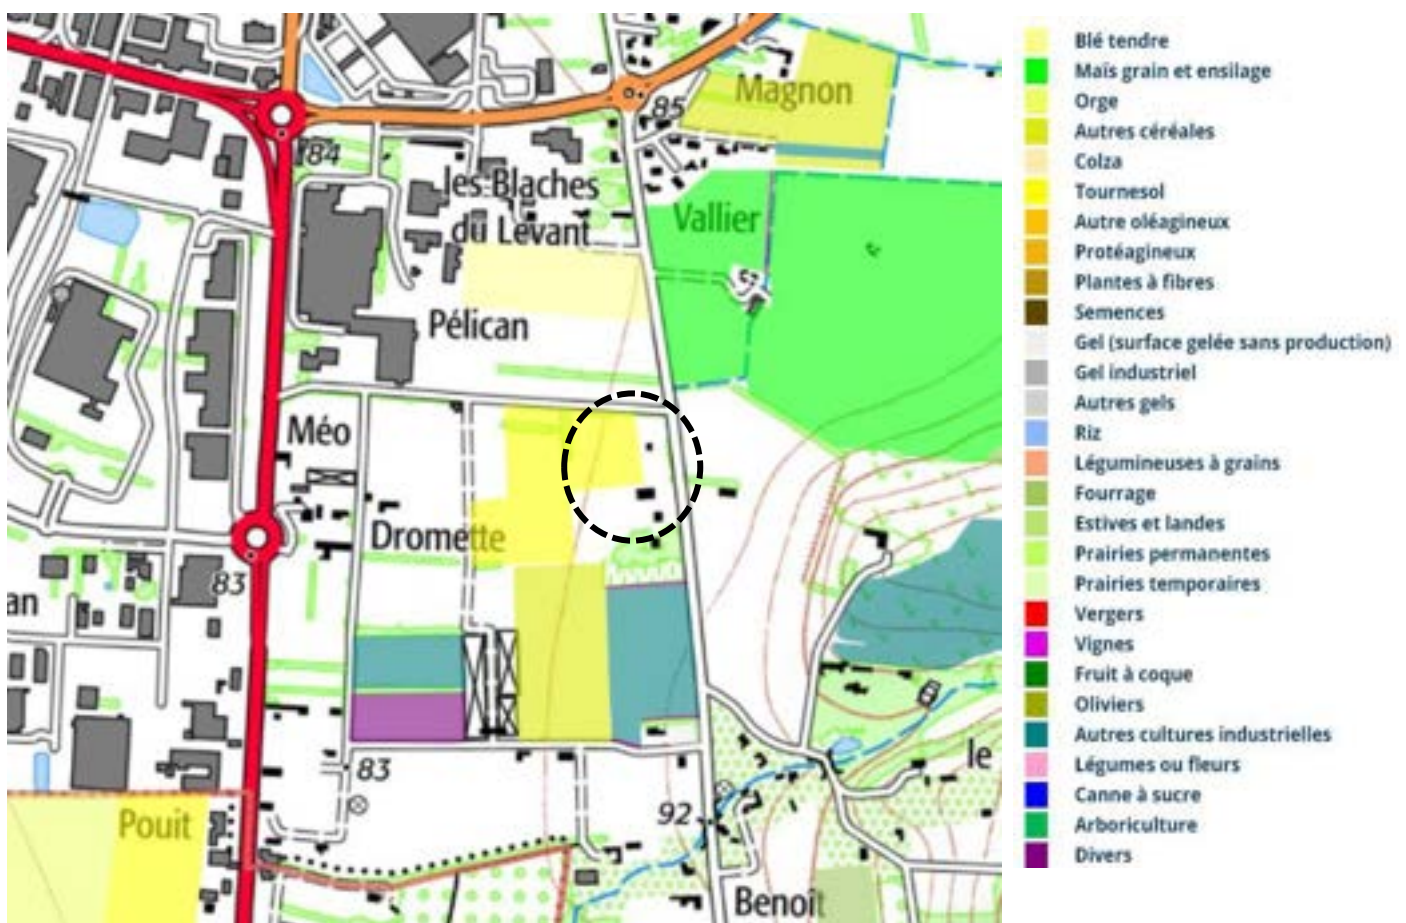 Magnon
85
84
les Blaches
du Levant
Vallier
Pélican
Méo
Dromette
83
an
83
92
le
Pouit
Benoit
Blé tendre
Maïs grain et ensilage
Orge
Autres céréales
Colza
Tournesol
Autre oléagineux
Protéagineux
Plantes à fibres
Semences
Gel (surface gelée sans production)
Gel industriel
Autres gels
Riz
Légumineuses à grains
Fourrage
Estives et landes
Prairies permanentes
Prairies temporaires
Vergers
Vignes
Fruit à coque
Oliviers
Autres cultures industrielles
Légumes ou fleurs
Canne à sucre
Arboriculture
Divers